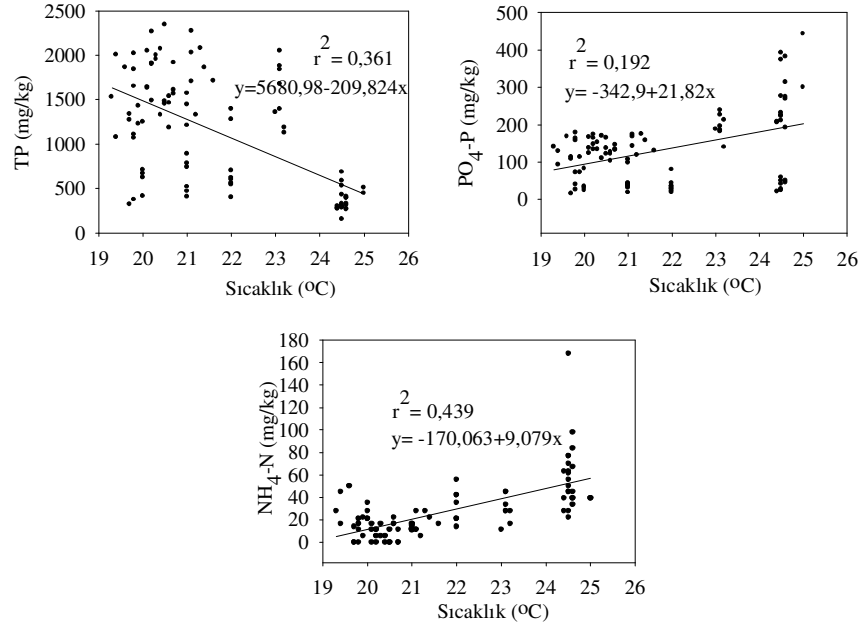 2500
2000
1500
1000
500
0
TP (mg/kg)
r2 = 0,361
y=5680,98-209,824x
19 20 21 22 23 24 25 26
Sıcaklık (oC)
500
400
300
200
100
0
PO4-P (mg/kg)
r2 = 0,192
y= -342,9+21,82x
19 20 21 22 23 24 25 26
Sıcaklık (oC)
180
160
140
120
100
80
60
40
20
0
NH4-N (mg/kg)
r2 = 0,439
y= -170,063+9,079x
19 20 21 22 23 24 25 26
Sıcaklık (oC)